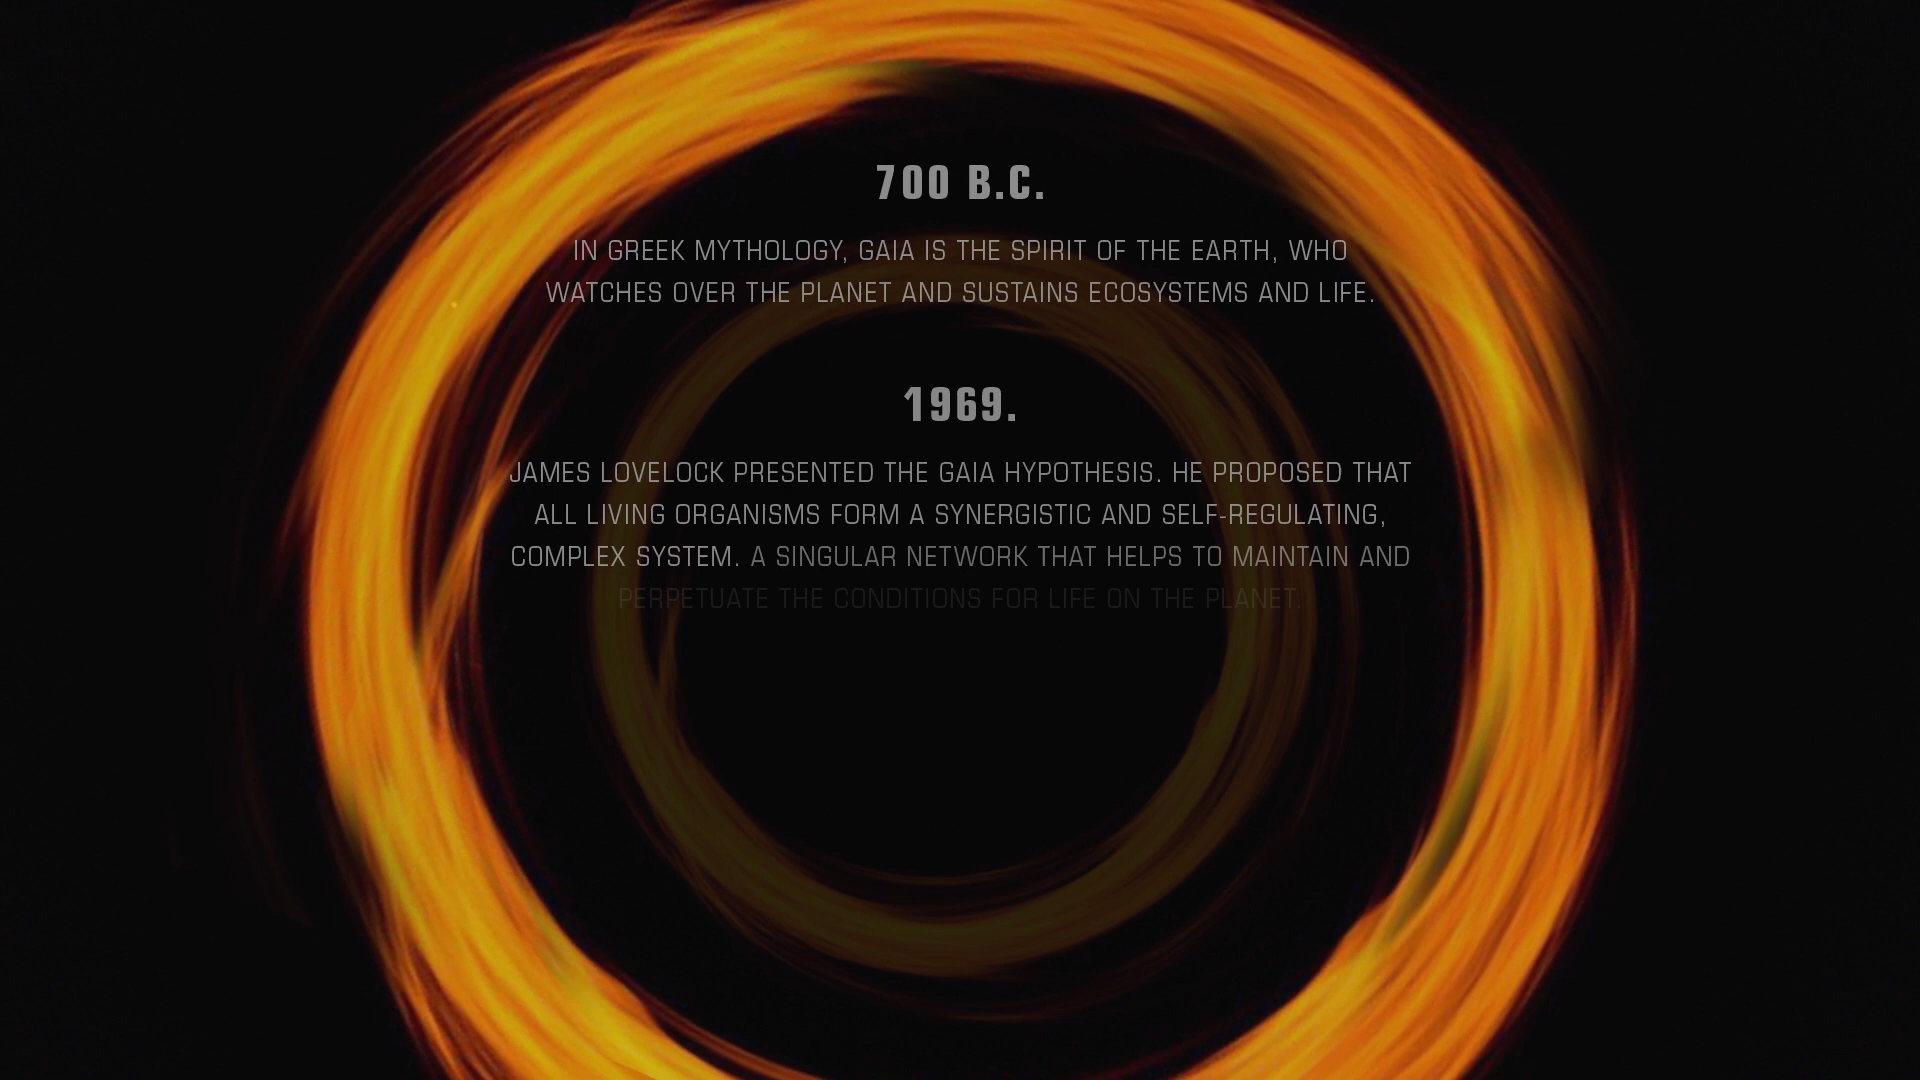 700 B.C.
IN GREEK MYTHOLOGY, GAIA IS THE SPIRIT OF THE EARTH, WHO
WATCHES OVER THE PLANET AND SUSTAINS ECOSYSTEMS AND LIFE.
1969.
JAMES LOVELOCK PRESENTED THE GAIA HYPOTHESIS. HE PROPOSED THAT
ALL LIVING ORGANISMS FORM A SYNERGISTIC AND SELF-REGULATING,
COMPLEX SYSTEM. A SINGULAR NETWORK THAT HELPS TO MAINTAIN AND
PERPETUATE THE CONDITIONS FOR LIFE ON THE PLANET.